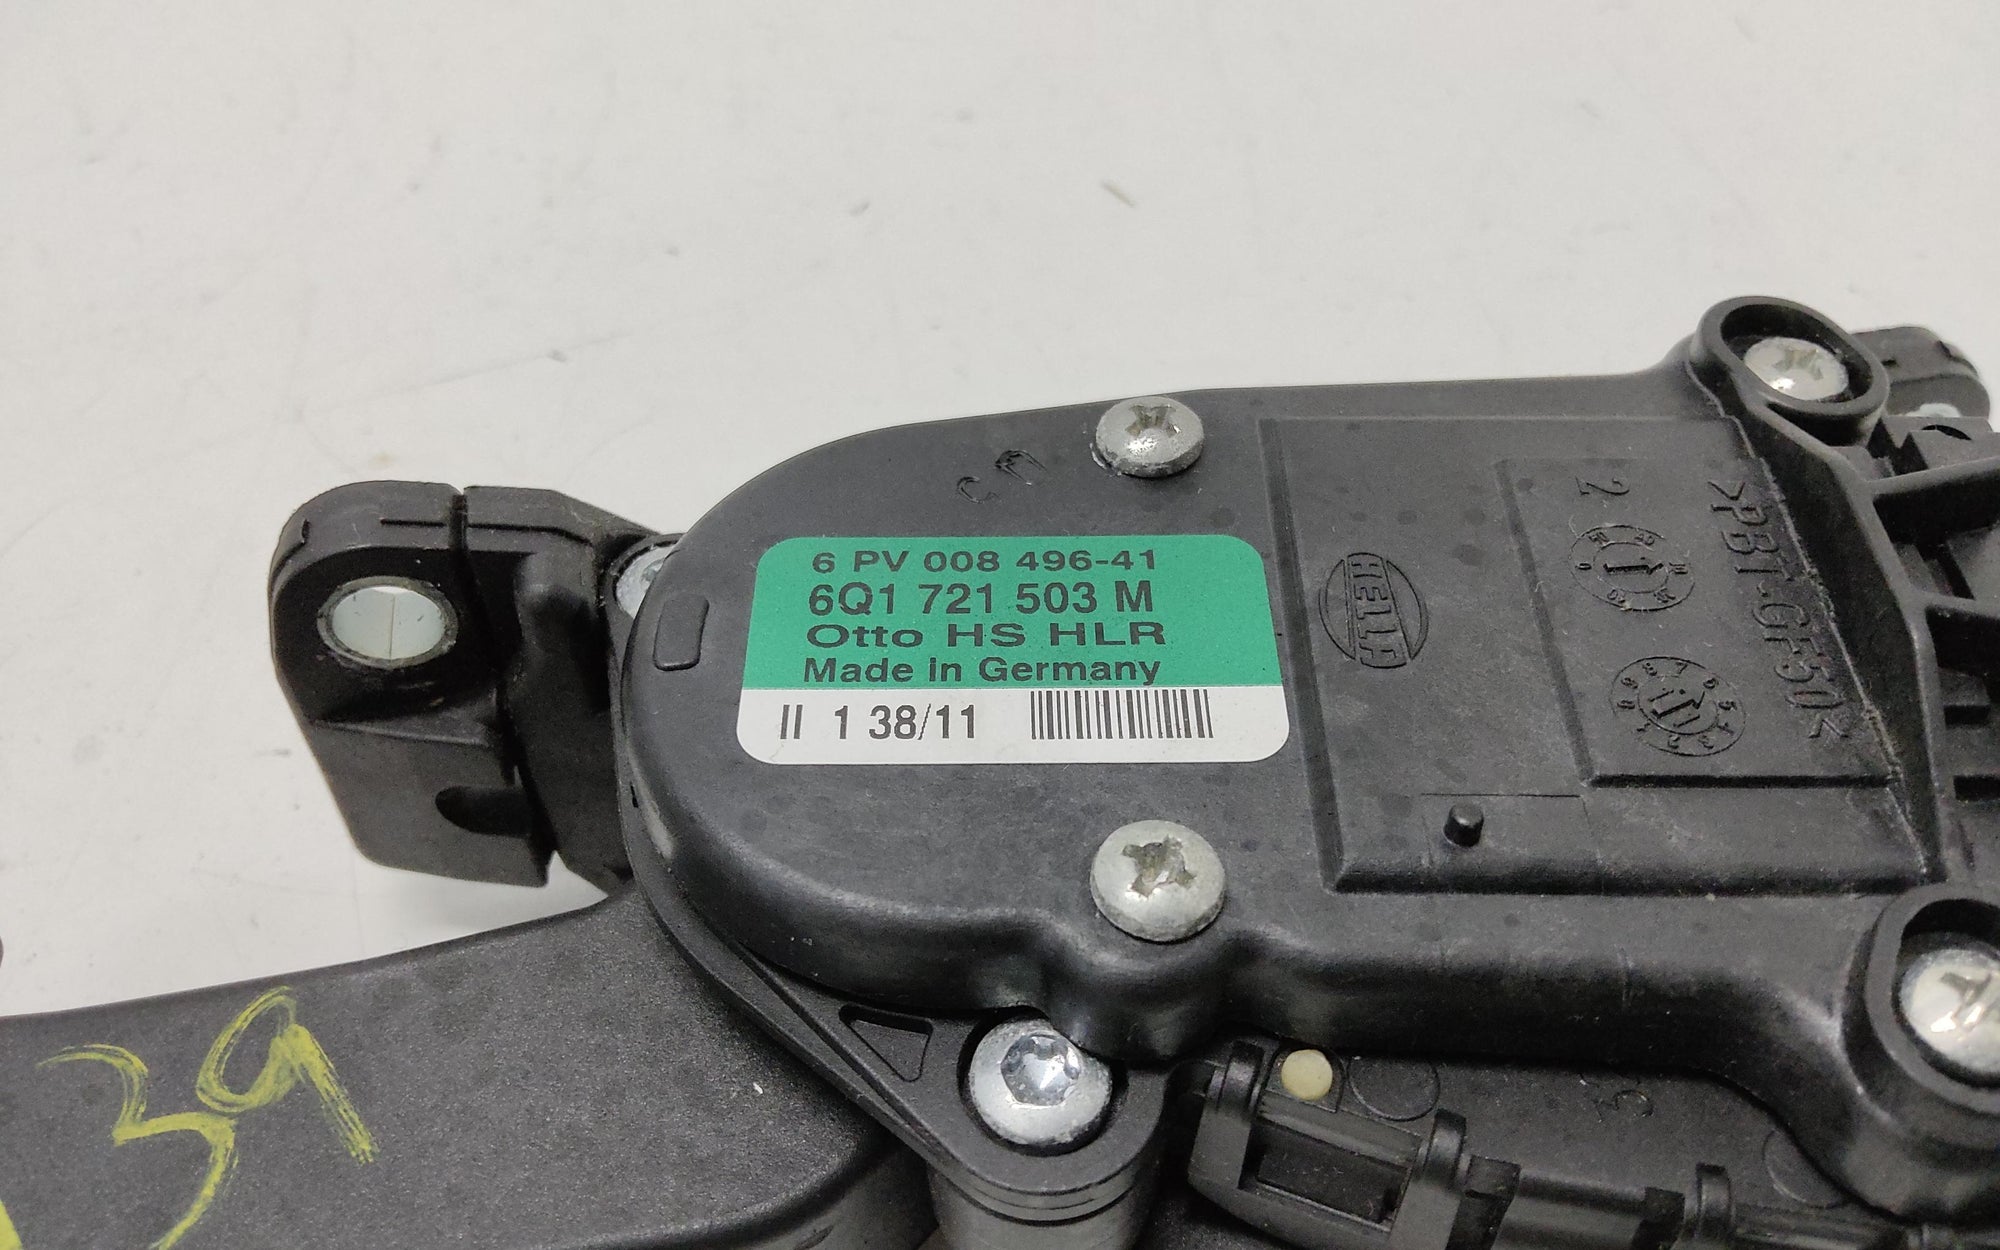 6 PV 008 496-41
6Q1 721 503 M
Otto HS HLR
Made in Germany
II 1 38/11
HELLA
2
>PBT-GF30<
39